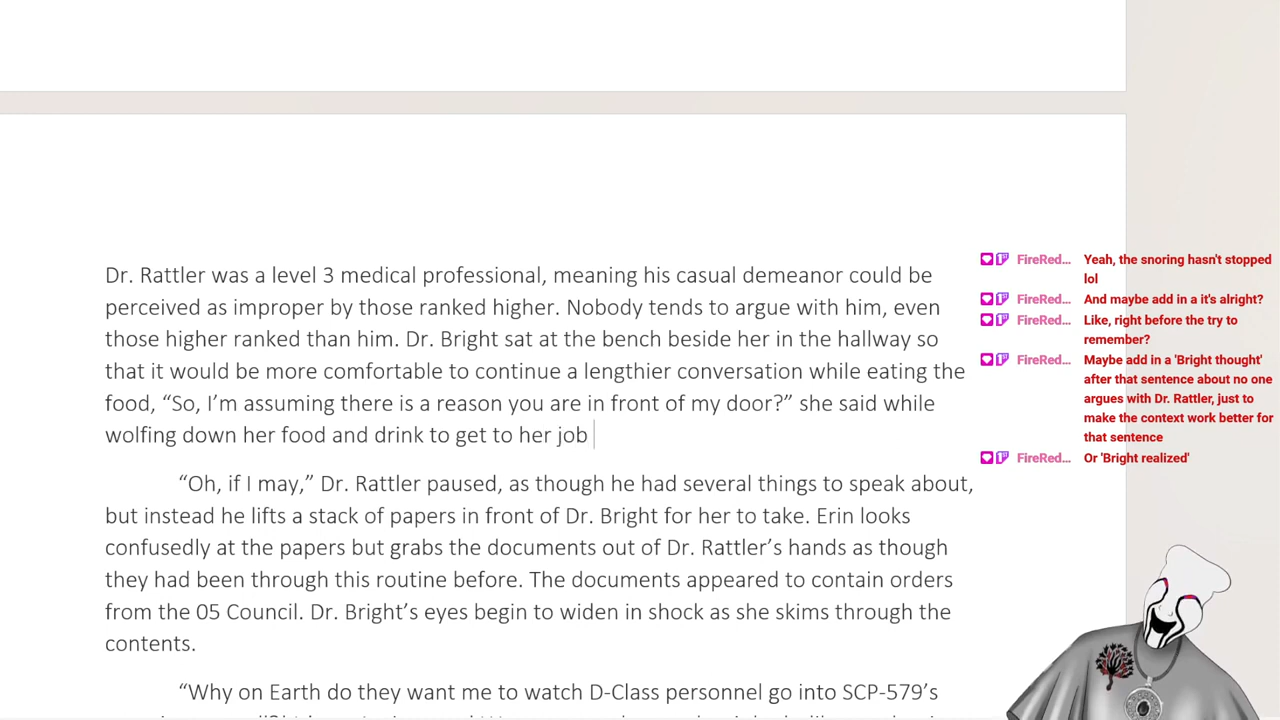 Dr. Rattler was a level 3 medical professional, meaning his casual demeanor could be
perceived as improper by those ranked higher. Nobody tends to argue with him, even
those higher ranked than him. Dr. Bright sat at the bench beside her in the hallway so
that it would be more comfortable to continue a lengthier conversation while eating the
food, “So, I’m assuming there is a reason you are in front of my door?” she said while
wolfing down her food and drink to get to her job
“Oh, if I may,” Dr. Rattler paused, as though he had several things to speak about,
but instead he lifts a stack of papers in front of Dr. Bright for her to take. Erin looks
confusedly at the papers but grabs the documents out of Dr. Rattler’s hands as though
they had been through this routine before. The documents appeared to contain orders
from the 05 Council. Dr. Bright’s eyes begin to widen in shock as she skims through the
contents.
“Why on Earth do they want me to watch D-Class personnel go into SCP-579’s
FireRed... Yeah, the snoring hasn't stopped
lol
FireRed... And maybe add in a it's alright?
FireRed... Like, right before the try to
remember?
FireRed... Maybe add in a 'Bright thought'
after that sentence about no one
argues with Dr. Rattler, just to
make the context work better for
that sentence
FireRed... Or 'Bright realized'